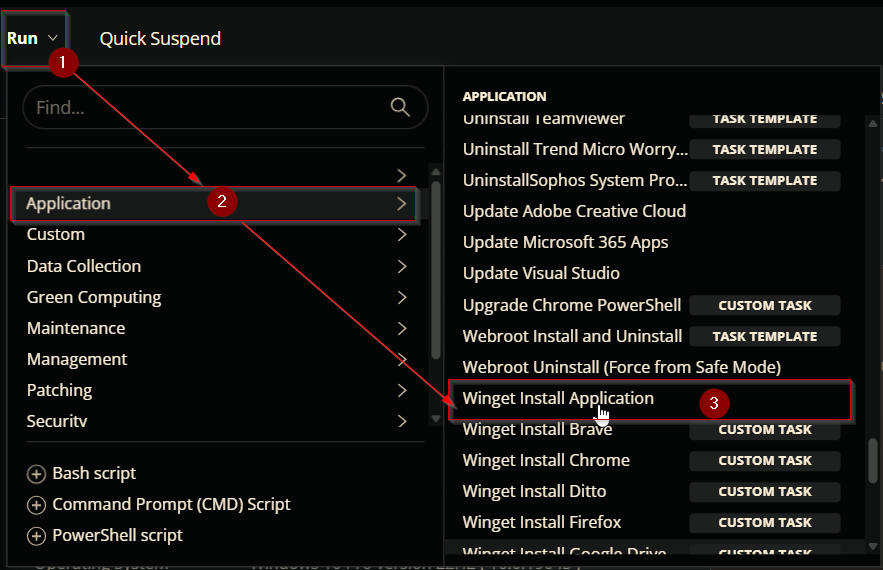 Run
Quick Suspend
1
Find...
2
Application
Custom
Data Collection
Green Computing
Maintenance
Management
Patching
Security
Bash script
Command Prompt (CMD) Script
PowerShell script
APPLICATION
Uninstall Teamviewer TASK TEMPLATE
Uninstall Trend Micro Worry... TASK TEMPLATE
UninstallSophos System Pro... TASK TEMPLATE
Update Adobe Creative Cloud
Update Microsoft 365 Apps
Update Visual Studio
Upgrade Chrome PowerShell CUSTOM TASK
Webroot Install and Uninstall TASK TEMPLATE
Webroot Uninstall (Force from Safe Mode)
Winget Install Application 3
Winget Install Brave CUSTOM TASK
Winget Install Chrome CUSTOM TASK
Winget Install Ditto CUSTOM TASK
Winget Install Firefox CUSTOM TASK
Winget Install Google Drive CUSTOM TASK